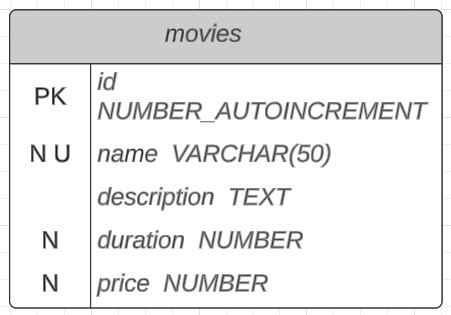 movies
PK
id
NUMBER_AUTOINCREMENT
N U name VARCHAR(50)
description TEXT
N duration NUMBER
N price NUMBER